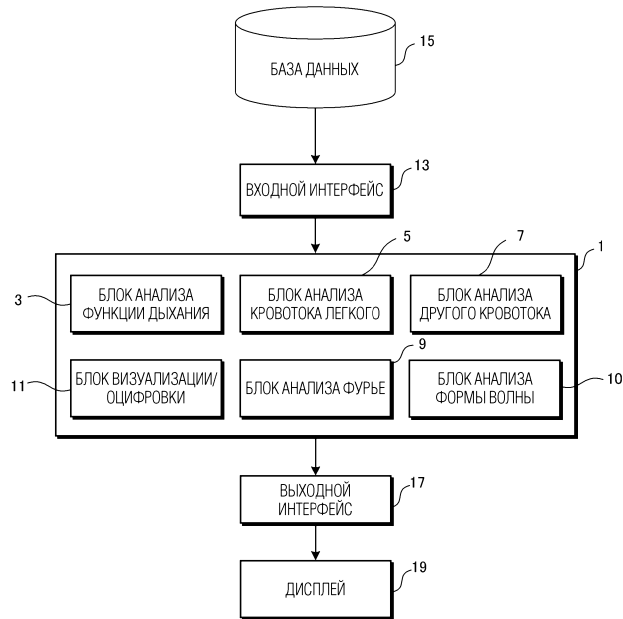 БАЗА ДАННЫХ
15
ВХОДНОЙ ИНТЕРФЕЙС
13
5
7
1
3
БЛОК АНАЛИЗА
ФУНКЦИИ ДЫХАНИЯ
БЛОК АНАЛИЗА
КРОВОТОКА ЛЕГКОГО
БЛОК АНАЛИЗА
ДРУГОГО КРОВОТОКА
9
11
БЛОК ВИЗУАЛИЗАЦИИ/
ОЦИФРОВКИ
БЛОК АНАЛИЗА ФУРЬЕ
БЛОК АНАЛИЗА
ФОРМЫ ВОЛНЫ
10
ВЫХОДНОЙ
ИНТЕРФЕЙС
17
ДИСПЛЕЙ
19